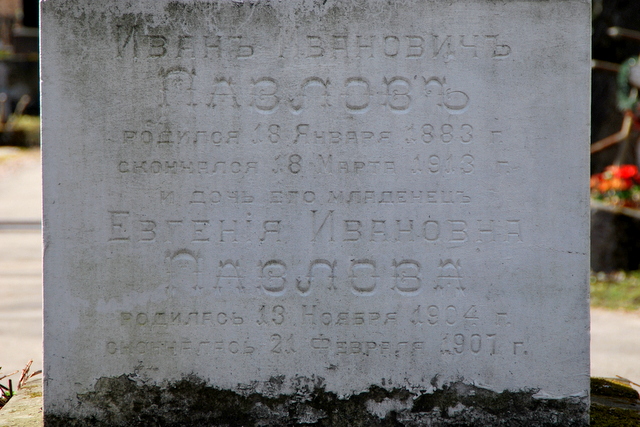 Иванъ Ивановичъ
Павловъ
родился 18 Января 1883 г.
скончался 18 Марта 1913 г.
и дочь его младенецъ
Евгенія Ивановна
Павлова
родилась 13 Ноября 1904 г.
скончалась 21 Февраля 1907 г.